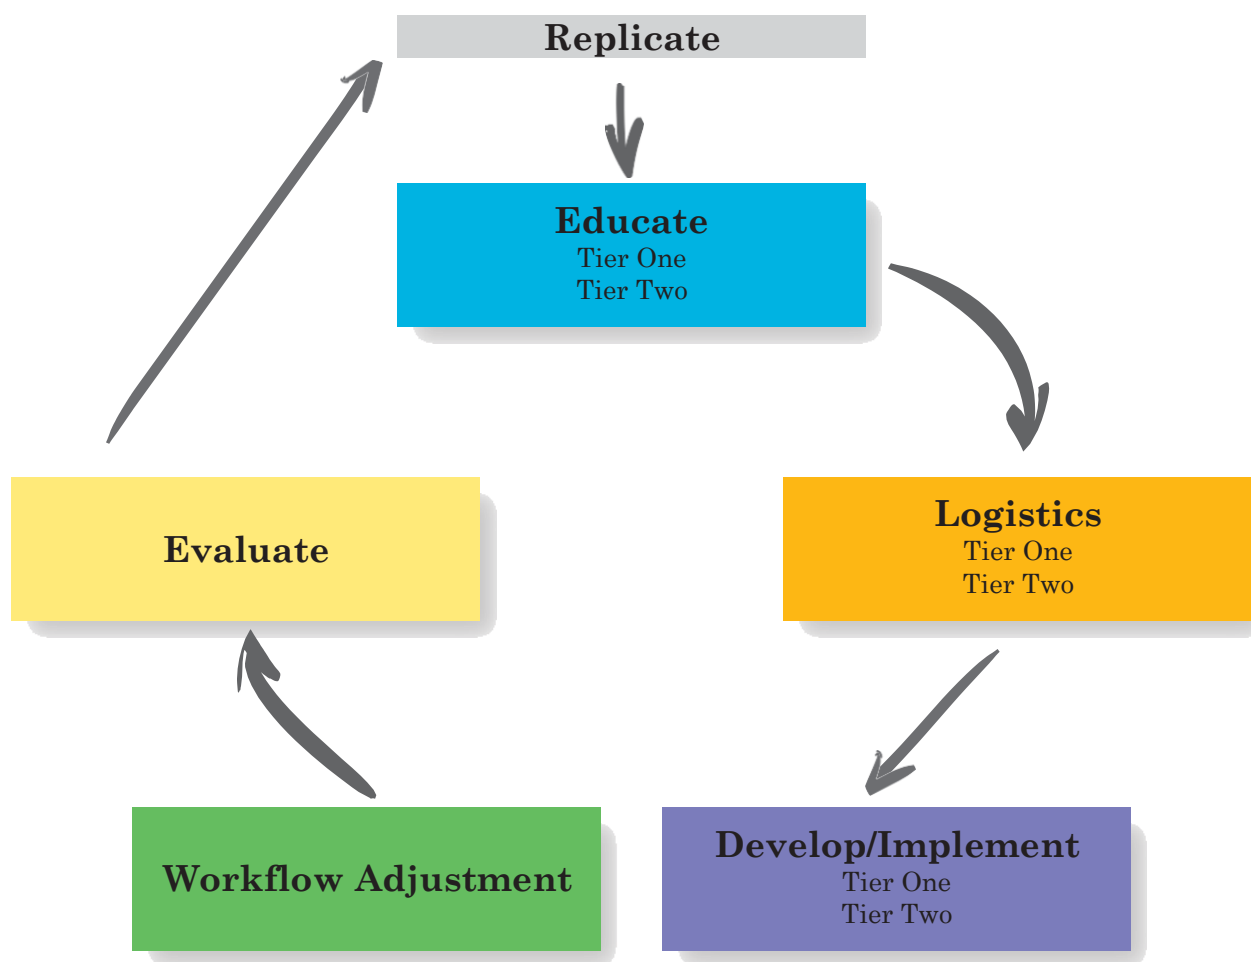 Replicate
Educate
Tier One
Tier Two
Logistics
Tier One
Tier Two
Develop/Implement
Tier One
Tier Two
Workflow Adjustment
Evaluate